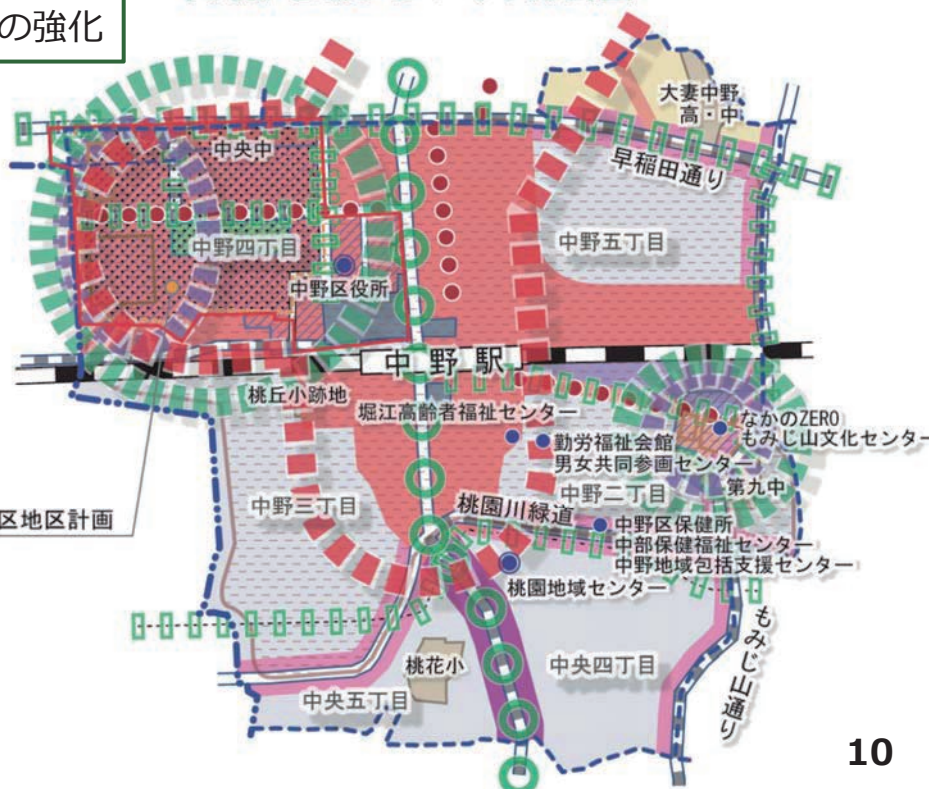 の強化
大妻中野
高・中
早稲田通り
中央中
中野四丁目
中野五丁目
中野区役所
中野駅
桃丘小跡地
堀江高齢者福祉センター
なかのZERO
もみじ山文化センター
勤労福祉会館
男女共同参画センター
第九中
中野三丁目
中野二丁目
桃園川緑道
区地区計画
中野区保健所
中部保健福祉センター
中野地域包括支援センター
桃園地域センター
もみじ山通り
桃花小
中央四丁目
中央五丁目
10